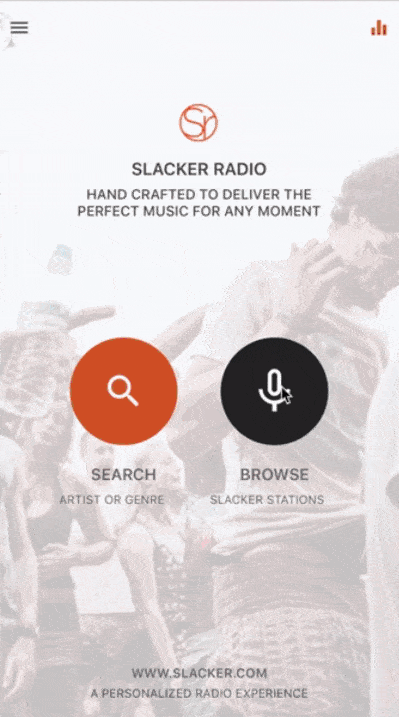 Sr
SLACKER RADIO
HAND CRAFTED TO DELIVER THE
PERFECT MUSIC FOR ANY MOMENT
SEARCH
BROWSE
ARTIST OR GENRE
SLACKER STATIONS
WWW.SLACKER.COM
A PERSONALIZED RADIO EXPERIENCE